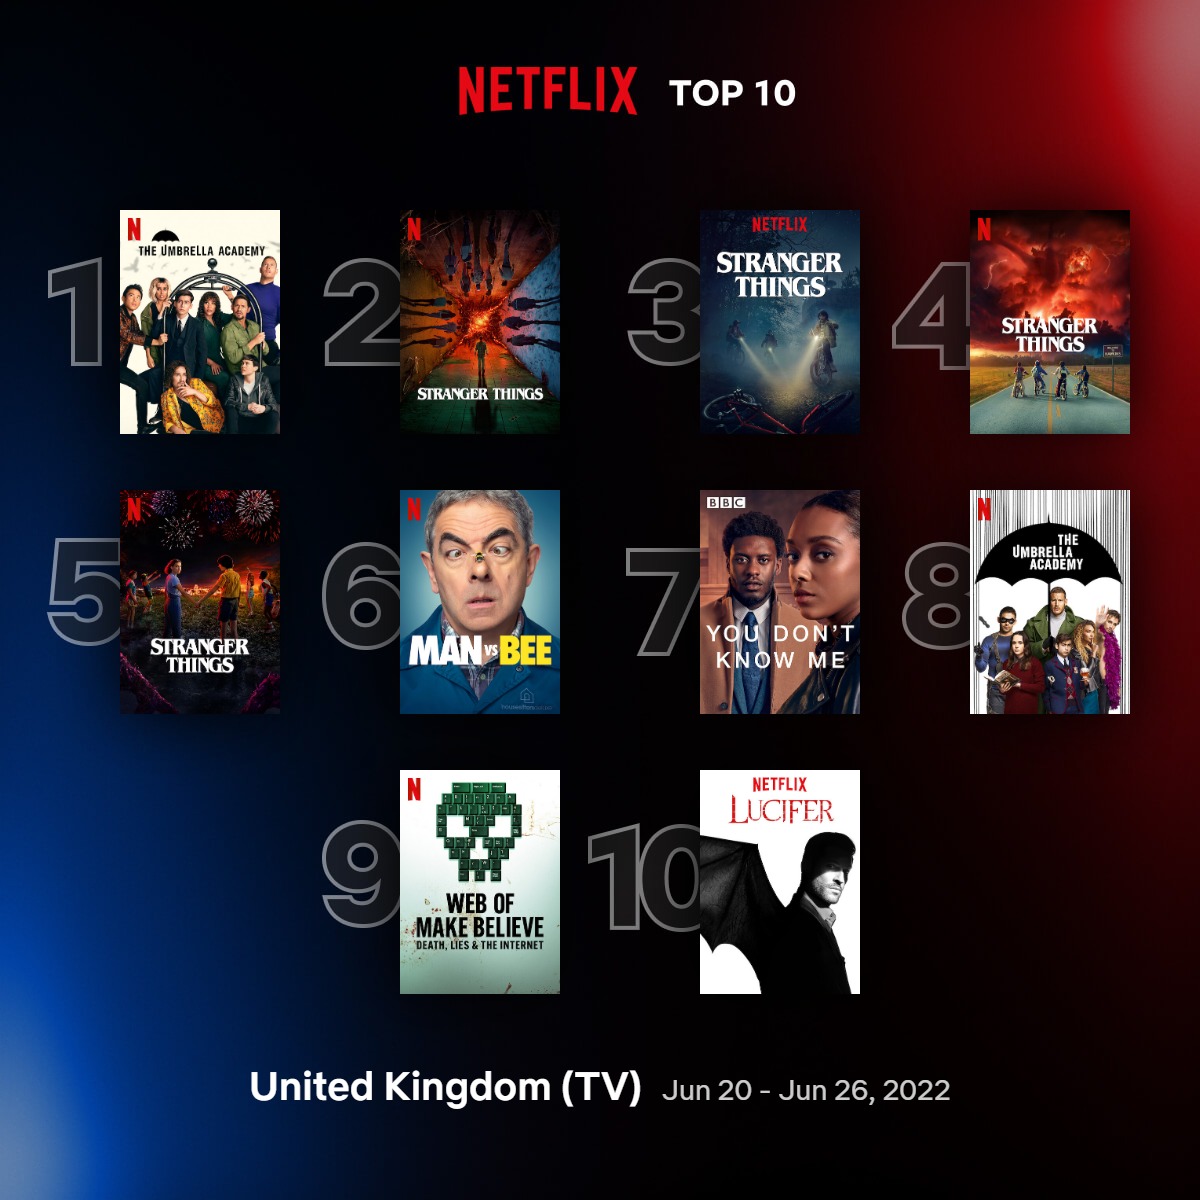 NETFLIX TOP 10
1
N
THE UMBRELLA ACADEMY
2
N
STRANGER THINGS
3
NETFLIX
STRANGER
THINGS
4
N
STRANGER
THINGS
5
N
STRANGER
THINGS
6
N
MAN VS BEE
7
BBC
YOU DON'T
KNOW ME
8
N
THE
UMBRELLA
ACADEMY
9
N
WEB OF
MAKE BELIEVE
DEATH, LIES & THE INTERNET
10
NETFLIX
LUCIFER
United Kingdom (TV) Jun 20 - Jun 26, 2022